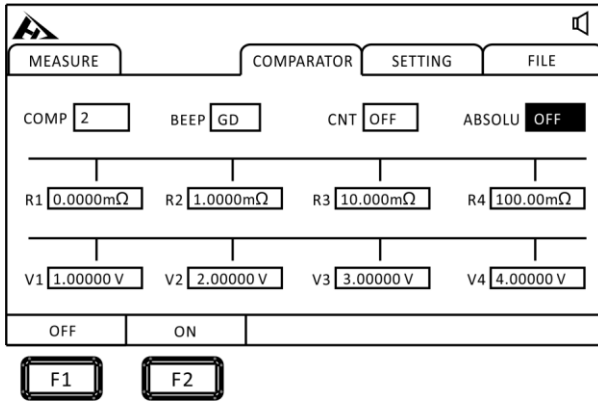 MEASURE COMPARATOR SETTING FILE
COMP 2 BEEP GD CNT OFF ABSOLU OFF
R1 0.0000mΩ R2 1.0000mΩ R3 10.000mΩ R4 100.00mΩ
V1 1.00000 V V2 2.00000 V V3 3.00000 V V4 4.00000 V
OFF ON
F1 F2